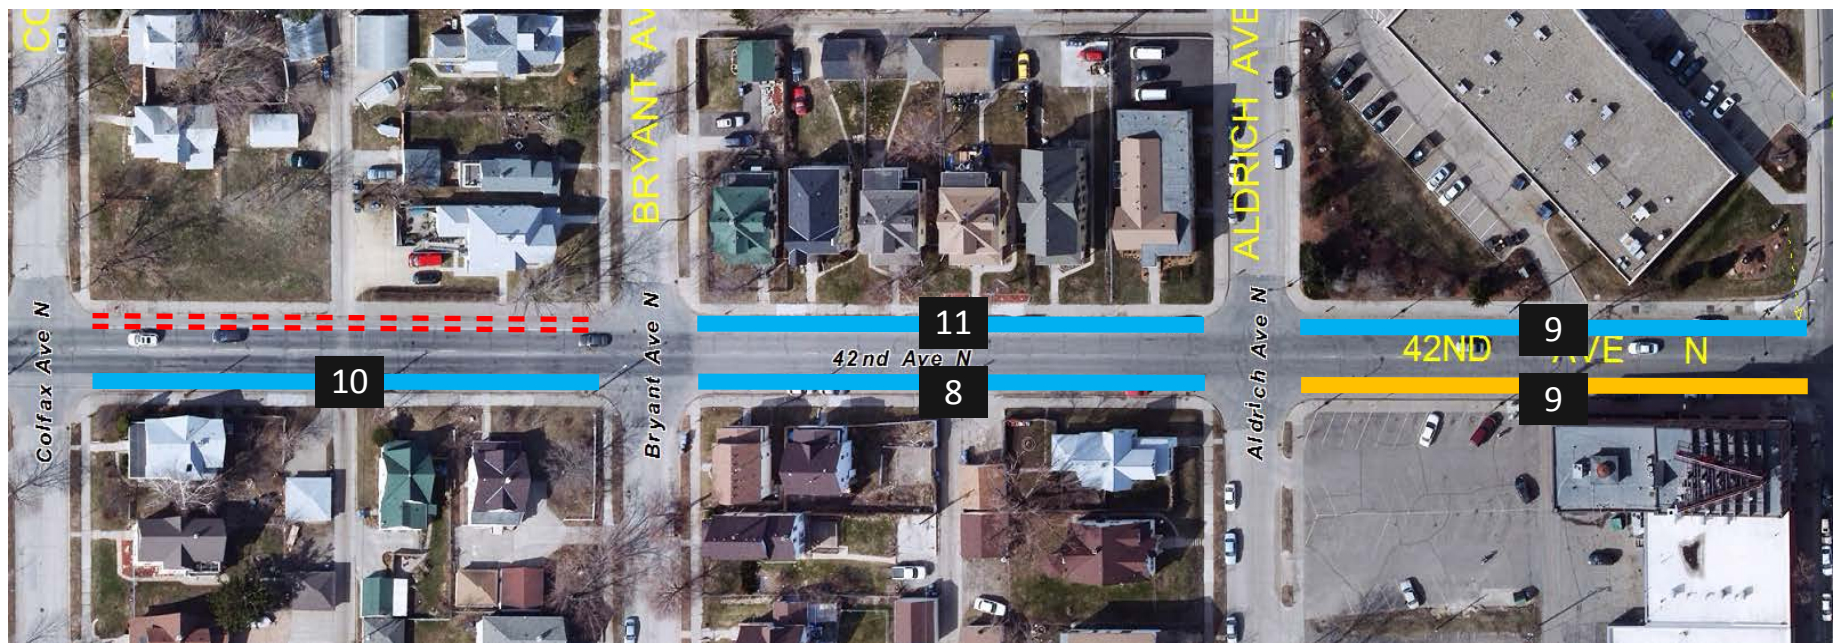 CO
BRYANT AV
ALDRICH AVE
Colfax Ave N
Bryant Ave N
Aldrich Ave N
11
9
42nd Ave N
42ND AVE N
10
8
9